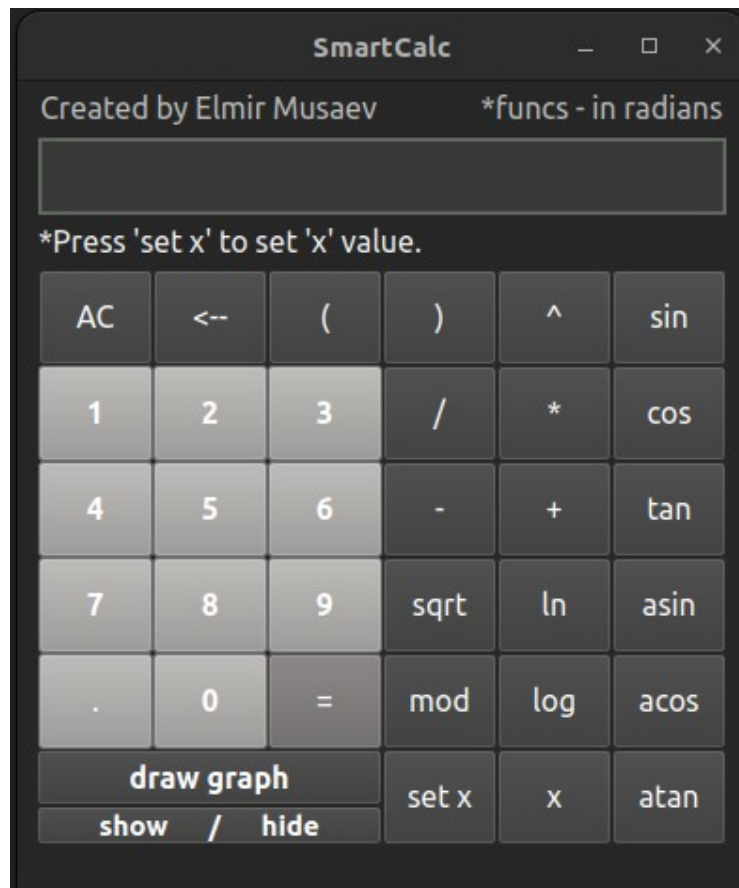 SmartCalc
Created by Elmir Musaev *funcs - in radians
*Press 'set x' to set 'x' value.
AC <-- ( ) ^ sin
1 2 3 / * cos
4 5 6 - + tan
7 8 9 sqrt ln asin
. 0 = mod log acos
draw graph set x x atan
show / hide